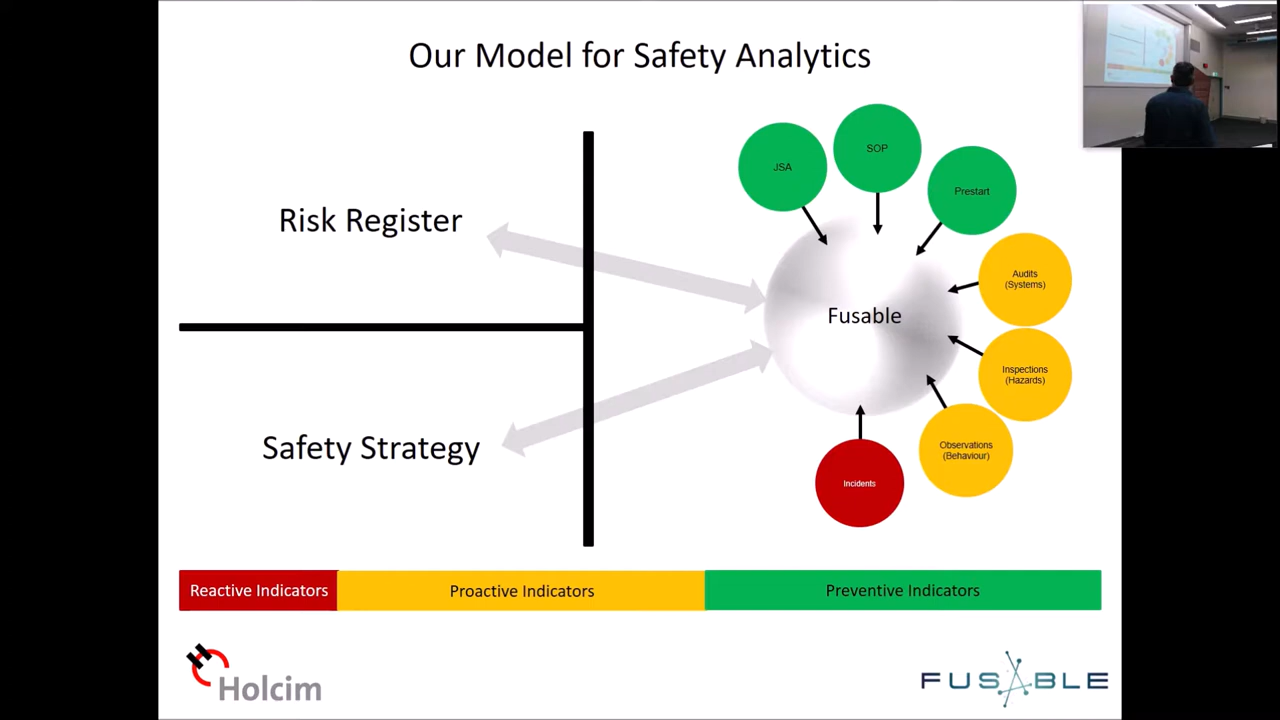 Our Model for Safety Analytics
JSA
SOP
Prestart
Risk Register
Audits
(Systems)
Fusable
Inspections
(Hazards)
Safety Strategy
Observations
(Behaviour)
Incidents
Reactive Indicators
Proactive Indicators
Preventive Indicators
Holcim
FUSABLE